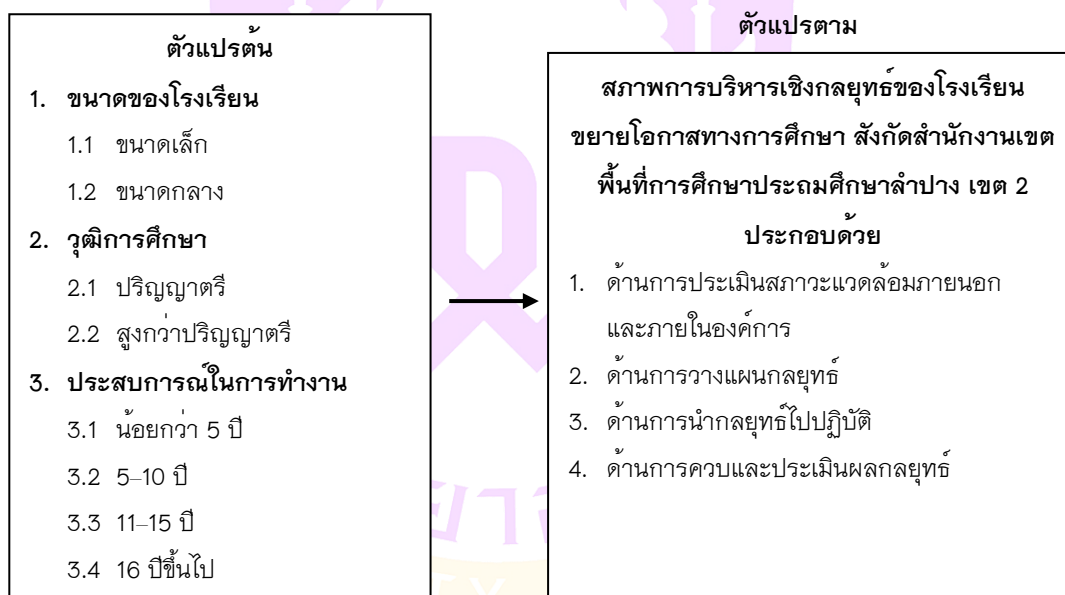 ตัวแปรต้น
1. ขนาดของโรงเรียน
1.1 ขนาดเล็ก
1.2 ขนาดกลาง
2. วุฒิการศึกษา
2.1 ปริญญาตรี
2.2 สูงกว่าปริญญาตรี
3. ประสบการณ์ในการทำงาน
3.1 น้อยกว่า 5 ปี
3.2 5–10 ปี
3.3 11–15 ปี
3.4 16 ปีขึ้นไป
ตัวแปรตาม
สภาพการบริหารเชิงกลยุทธ์ของโรงเรียน
ขยายโอกาสทางการศึกษา สังกัดสำนักงานเขต
พื้นที่การศึกษาประถมศึกษาลำปาง เขต 2
ประกอบด้วย
1. ด้านการประเมินสภาวะแวดล้อมภายนอก
และภายในองค์การ
2. ด้านการวางแผนกลยุทธ์
3. ด้านการนำกลยุทธ์ไปปฏิบัติ
4. ด้านการควบและประเมินผลกลยุทธ์